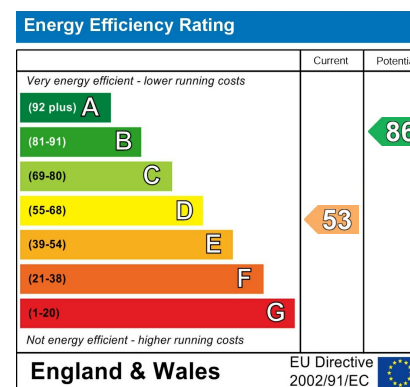 Energy Efficiency Rating
Current Potentia
Very energy efficient - lower running costs
(92 plus) A
(81-91) B
86
(69-80) C
(55-68) D
53
(39-54) E
(21-38) F
(1-20) G
Not energy efficient - higher running costs
England & Wales
EU Directive
2002/91/EC